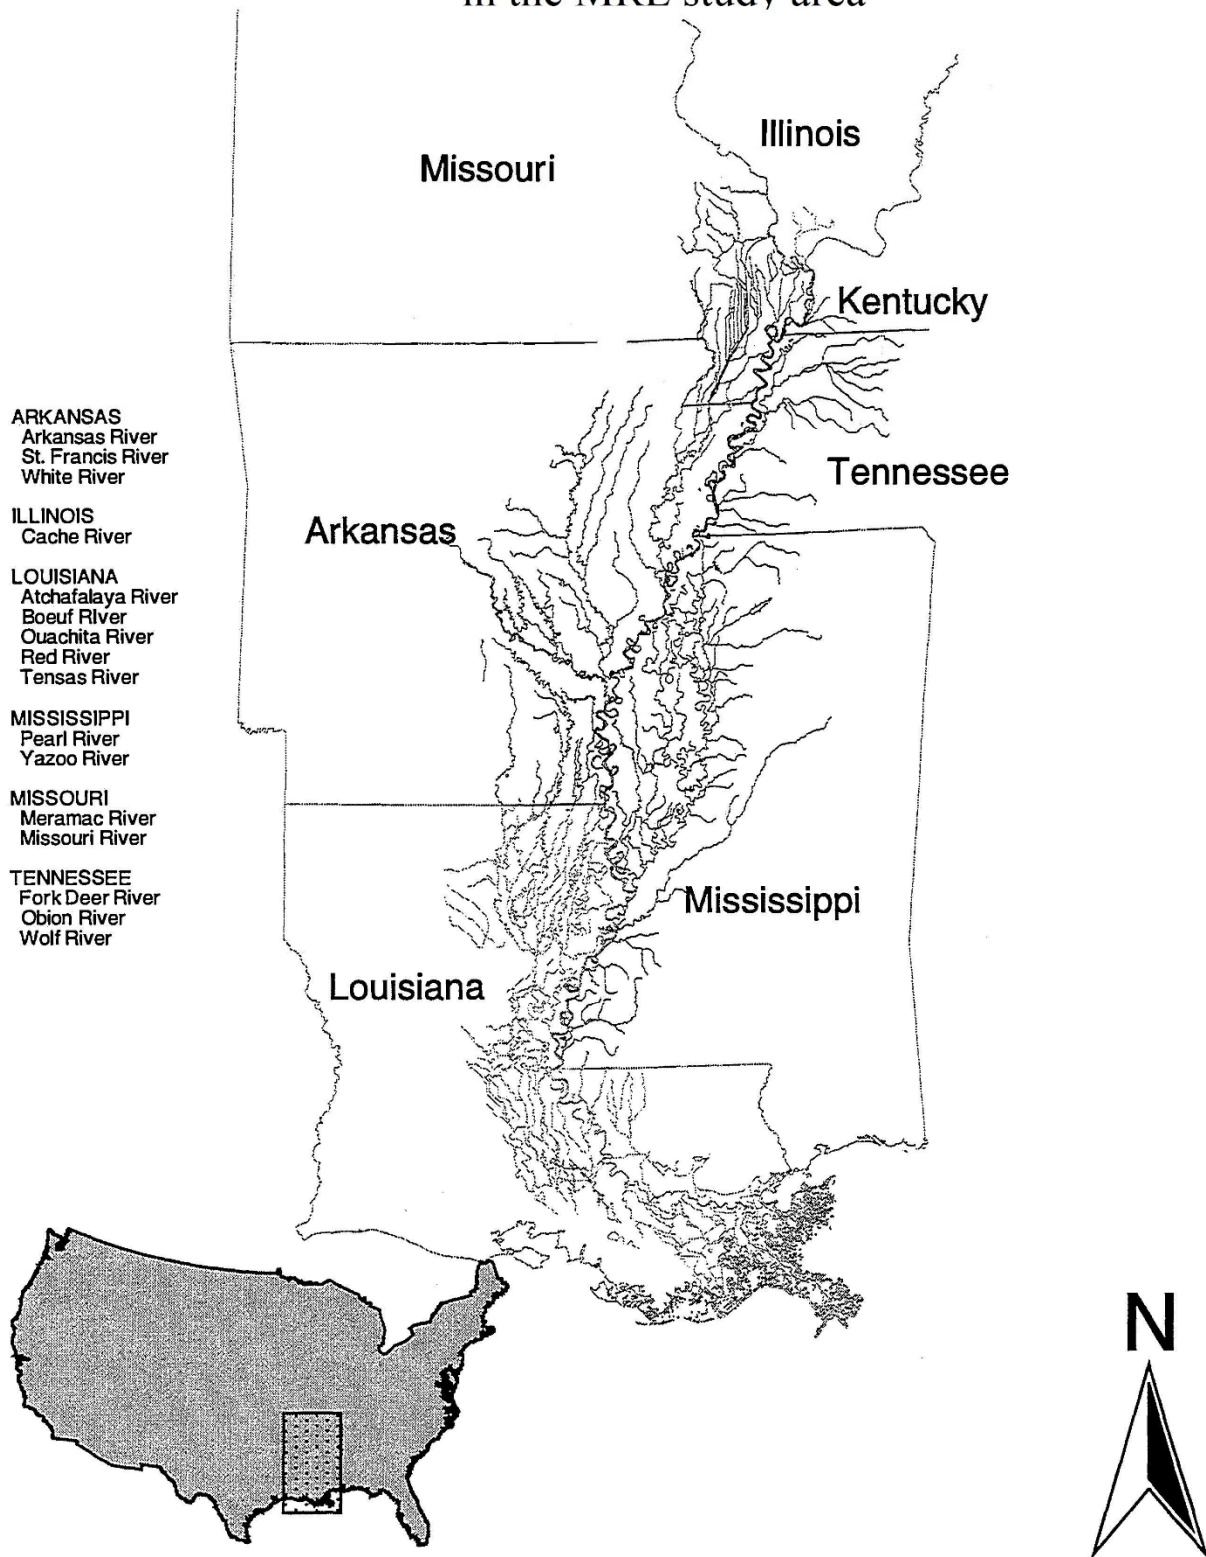 in the MRE study area
Illinois
Missouri
Kentucky
ARKANSAS
Arkansas River
St. Francis River
White River
Tennessee
ILLINOIS
Cache River
Arkansas
LOUISIANA
Atchafalaya River
Boeuf RIver
Ouachita River
Red River
Tensas River
MISSISSIPPI
Pearl River
Yazoo River
MISSOURI
Meramac River
Missouri River
TENNESSEE
Fork Deer River
Obion River
Wolf River
Mississippi
Louisiana
N